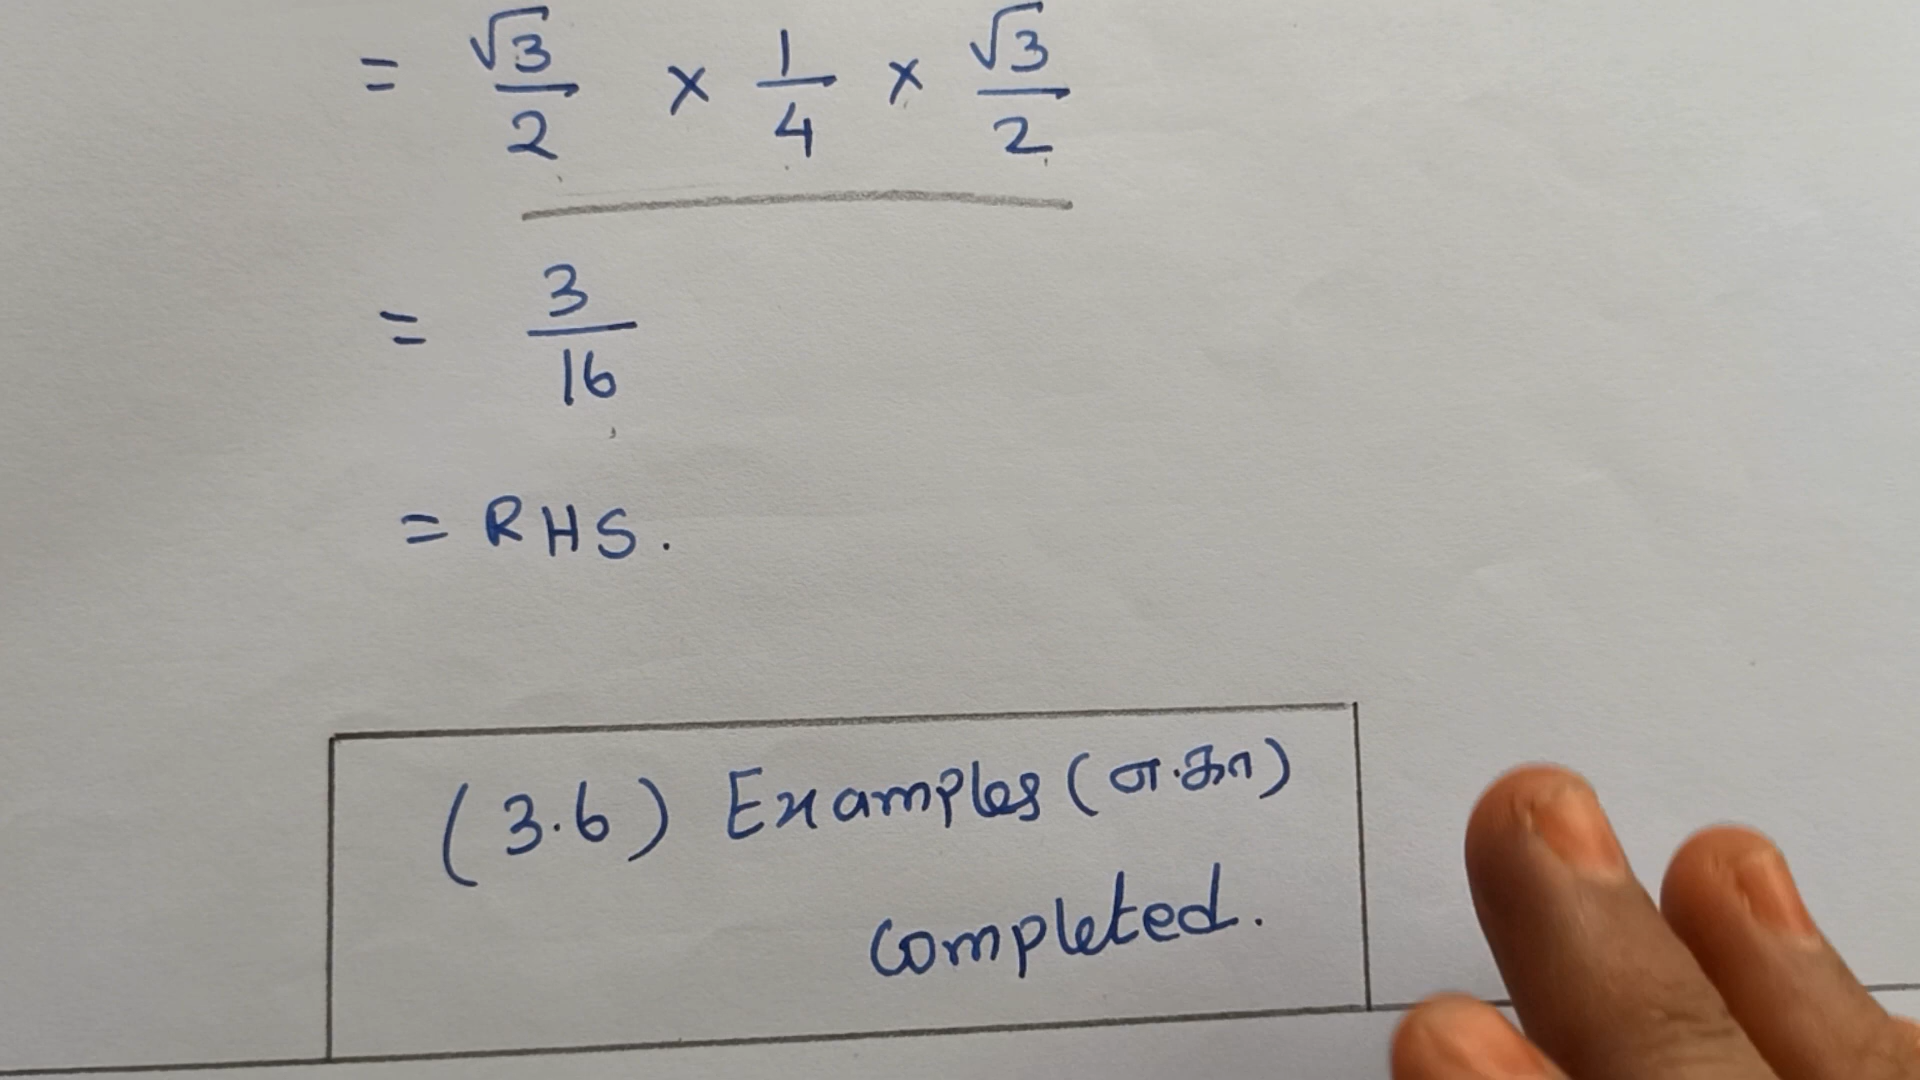 = √3/2 × 1/4 × √3/2
= 3/16
= RHS.
(3.6) Examples (எ.கா)
completed.